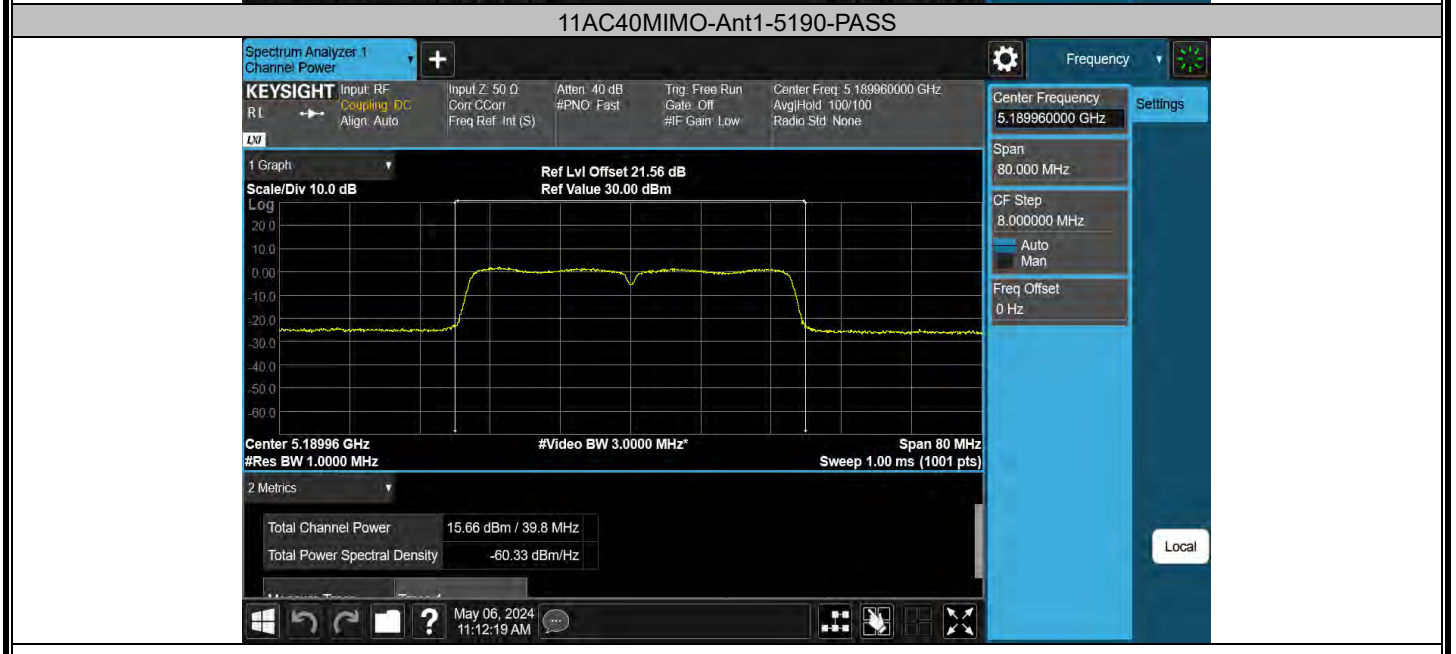 11AC40MIMO-Ant1-5190-PASS
Spectrum Analyzer 1
Channel Power
Frequency
KEYSIGHT
Input: RF
Coupling: DC
Align: Auto
RL
LXI
Input Z: 50 Ω
Corr CCorr
Freq Ref: Int (S)
Atten: 40 dB
#PNO: Fast
Trig: Free Run
Gate: Off
#IF Gain: Low
Center Freq: 5.189960000 GHz
Avg|Hold: 100/100
Radio Std: None
Center Frequency
5.189960000 GHz
Settings
Span
80.000 MHz
CF Step
8.000000 MHz
Auto
Man
Freq Offset
0 Hz
1 Graph
Scale/Div 10.0 dB
Ref Lvl Offset 21.56 dB
Ref Value 30.00 dBm
Log
20.0
10.0
0.00
-10.0
-20.0
-30.0
-40.0
-50.0
-60.0
Center 5.18996 GHz
#Video BW 3.0000 MHz*
Span 80 MHz
#Res BW 1.0000 MHz
Sweep 1.00 ms (1001 pts)
2 Metrics
Total Channel Power 15.66 dBm / 39.8 MHz
Total Power Spectral Density -60.33 dBm/Hz
Local
?
May 06, 2024
11:12:19 AM